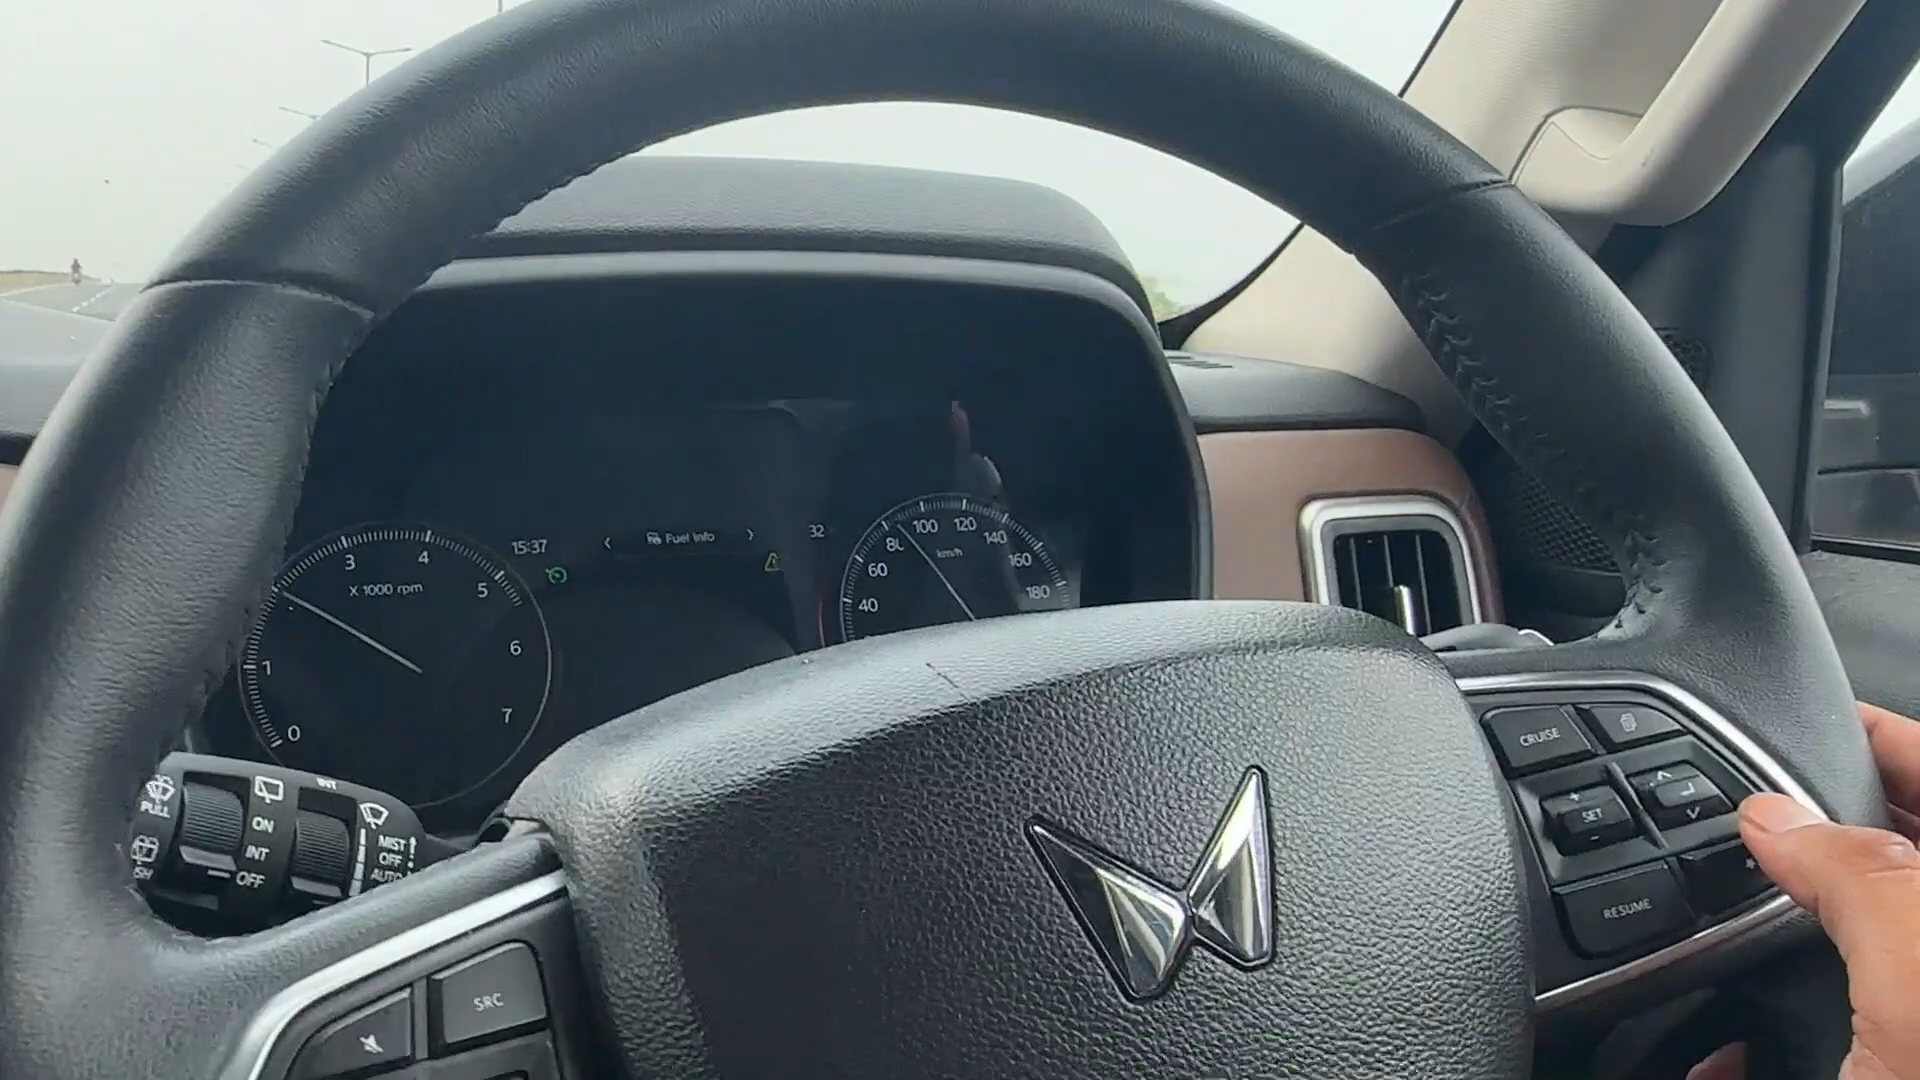 15:37
Fuel Info
32
0
1
3
4
5
6
7
X 1000 rpm
40
60
80
100
120
140
160
180
km/h
PULL
ON
INT
OFF
INT
MIST
OFF
AUTO
SRC
CRUISE
+
SET
-
RESUME